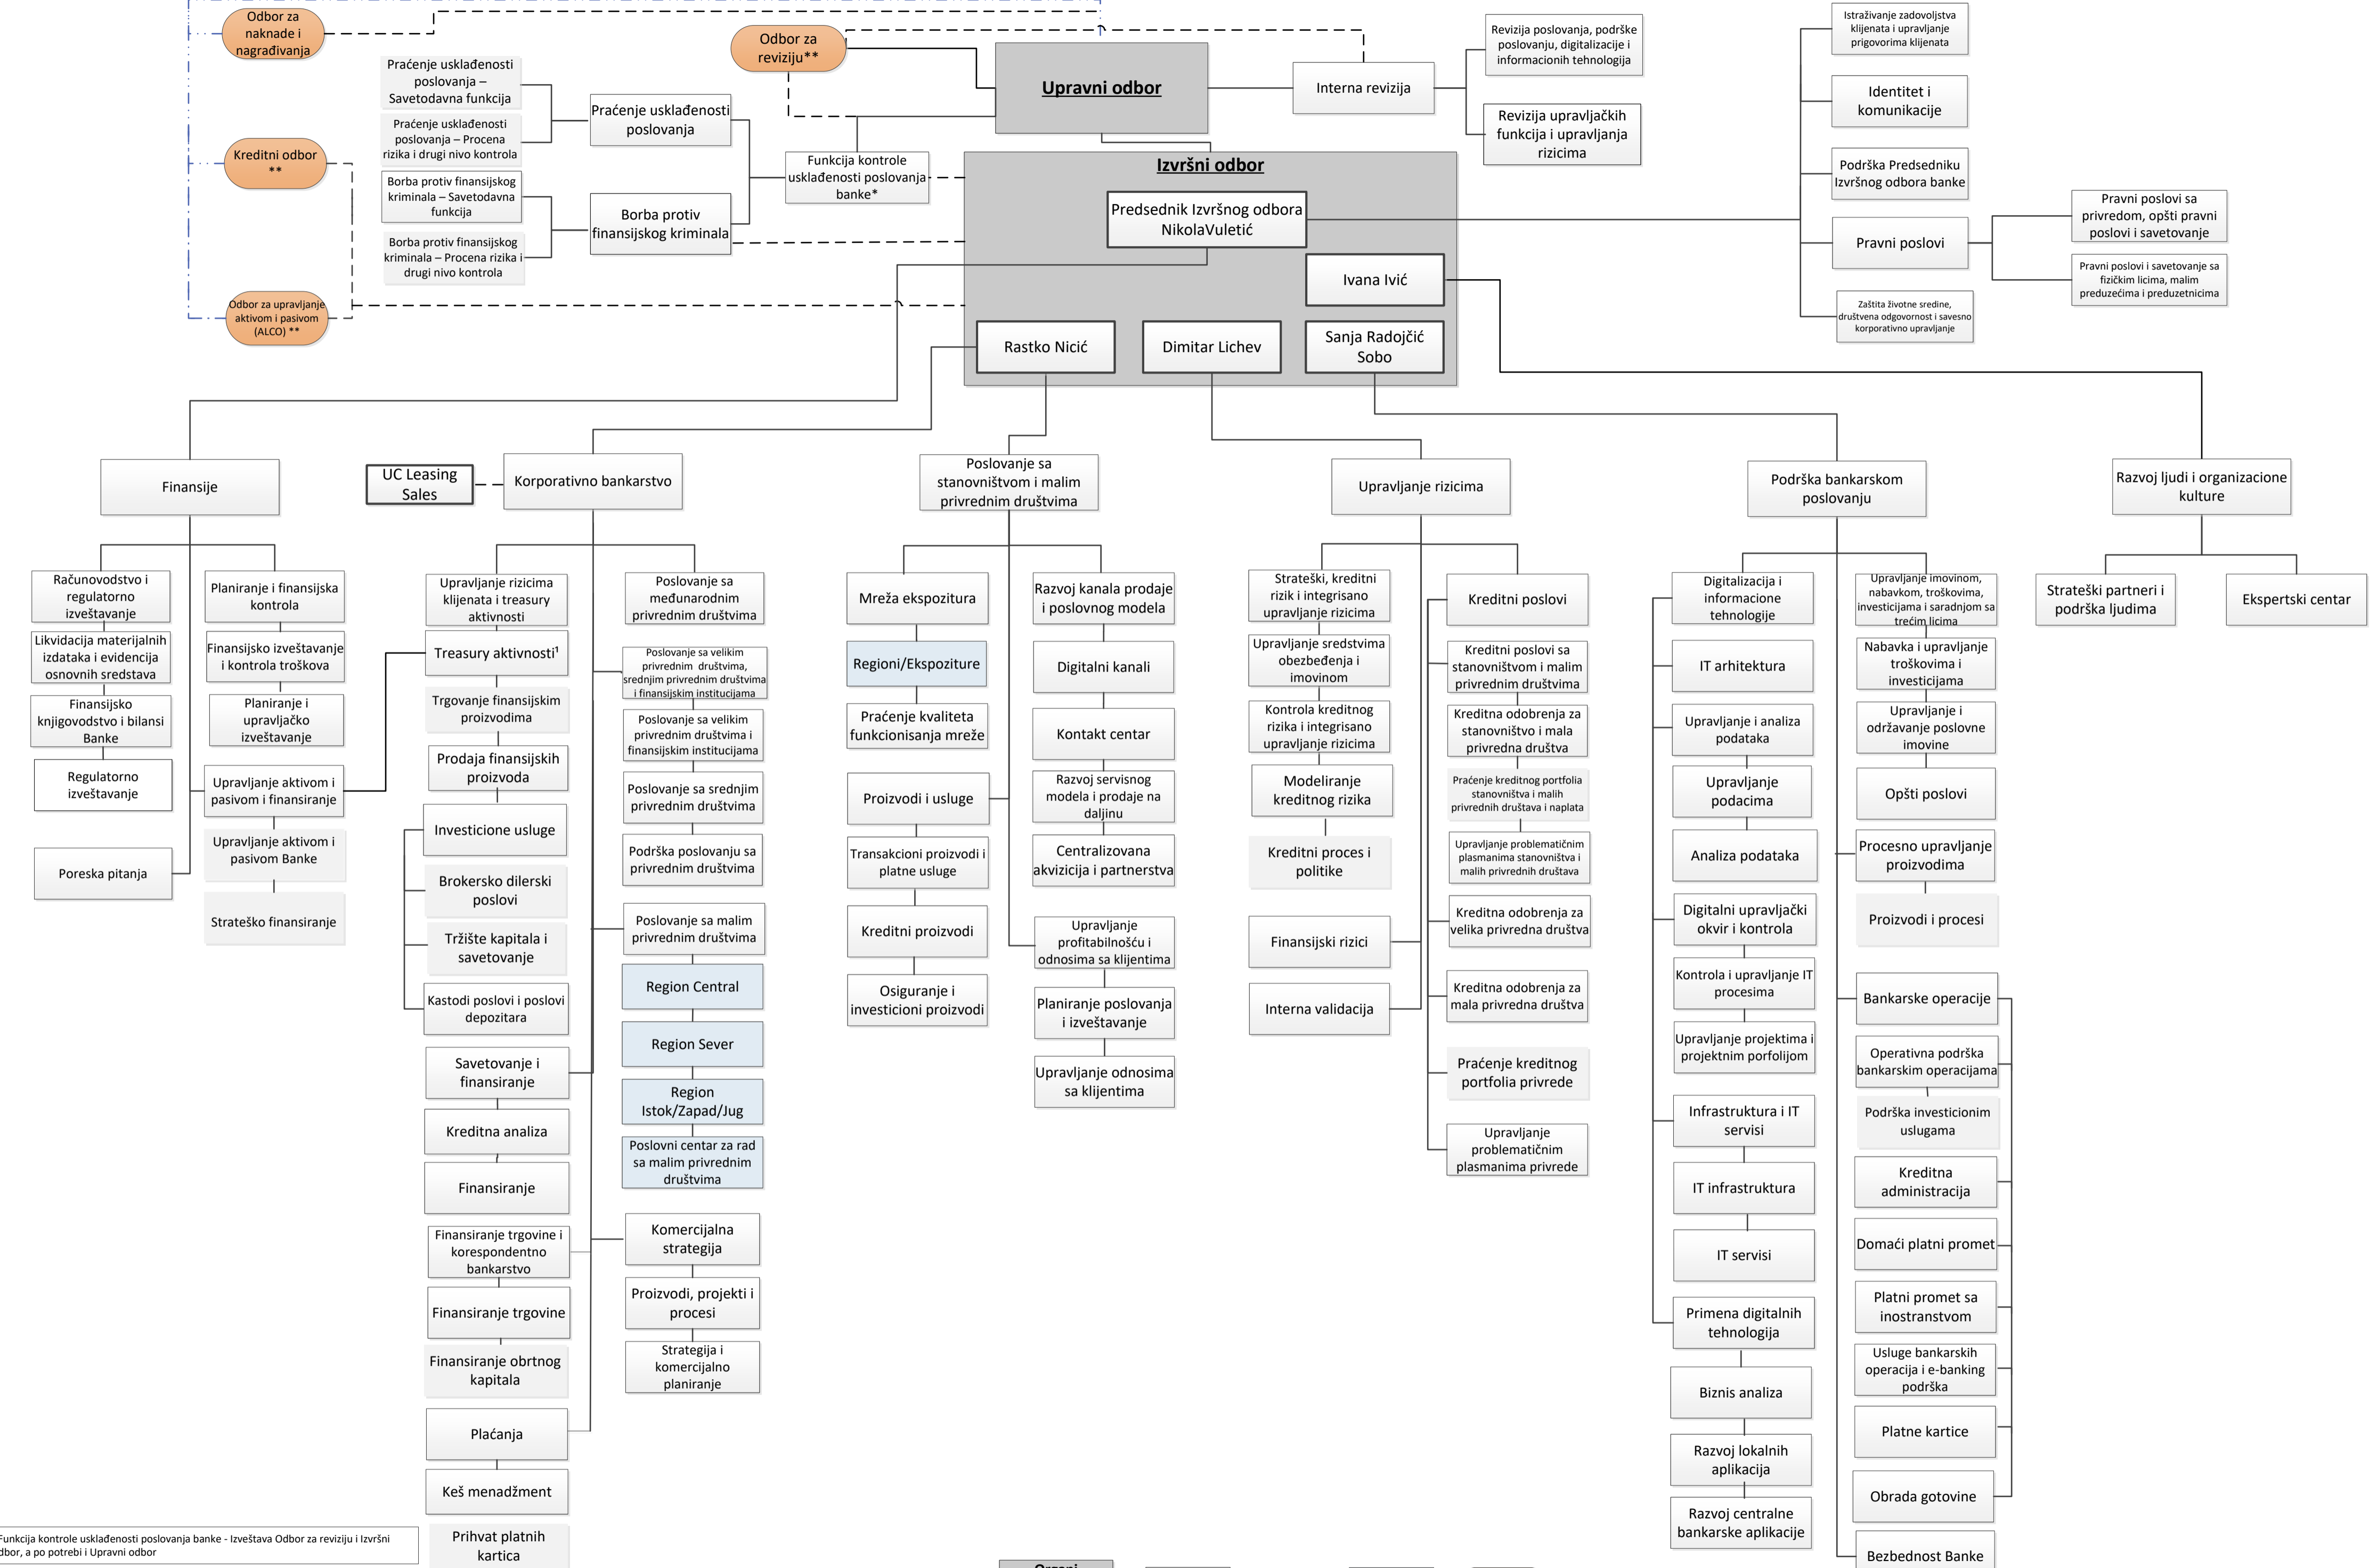 Odbor za
naknade i
nagrađivanja
Odbor za
reviziju**
Upravni odbor
Interna revizija
Revizija poslovanja, podrške
poslovanju, digitalizacije i
informacionih tehnologija
Revizija upravljačkih
funkcija i upravljanja
rizicima
Istraživanje zadovoljstva
klijenata i upravljanje
prigovorima klijenata
Identitet i
komunikacije
Podrška Predsedniku
Izvršnog odbora banke
Pravni poslovi
Pravni poslovi sa
privredom, opšti pravni
poslovi i savetovanje
Pravni poslovi i savetovanje sa
fizičkim licima, malim
preduzećima i preduzetnicima
Zaštita životne sredine,
društvena odgovornost i savesno
korporativno upravljanje
Praćenje usklađenosti
poslovanja –
Savetodavna funkcija
Praćenje usklađenosti
poslovanja – Procena
rizika i drugi nivo kontrola
Praćenje usklađenosti
poslovanja
Kreditni odbor
**
Borba protiv finansijskog
kriminala – Savetodavna
funkcija
Borba protiv finansijskog
kriminala – Procena rizika i
drugi nivo kontrola
Borba protiv
finansijskog kriminala
Funkcija kontrole
usklađenosti poslovanja
banke*
Odbor za upravljanje
aktivom i pasivom
(ALCO) **
Izvršni odbor
Predsednik Izvršnog odbora
NikolaVuletić
Ivana Ivić
Rastko Nicić
Dimitar Lichev
Sanja Radojčić
Sobo
Finansije
UC Leasing
Sales
Korporativno bankarstvo
Poslovanje sa
stanovništvom i malim
privrednim društvima
Upravljanje rizicima
Podrška bankarskom
poslovanju
Razvoj ljudi i organizacione
kulture
Računovodstvo i
regulatorno
izveštavanje
Likvidacija materijalnih
izdataka i evidencija
osnovnih sredstava
Finansijsko
knjigovodstvo i bilansi
Banke
Regulatorno
izveštavanje
Poreska pitanja
Planiranje i finansijska
kontrola
Finansijsko izveštavanje
i kontrola troškova
Planiranje i
upravljačko
izveštavanje
Upravljanje aktivom i
pasivom i finansiranje
Upravljanje aktivom i
pasivom Banke
Strateško finansiranje
Upravljanje rizicima
klijenata i treasury
aktivnosti
Treasury aktivnosti¹
Trgovanje finansijskim
proizvodima
Prodaja finansijskih
proizvoda
Investicione usluge
Brokersko dilerski
poslovi
Tržište kapitala i
savetovanje
Kastodi poslovi i poslovi
depozitara
Savetovanje i
finansiranje
Kreditna analiza
Finansiranje
Finansiranje trgovine i
korespondentno
bankarstvo
Finansiranje trgovine
Finansiranje obrtnog
kapitala
Plaćanja
Keš menadžment
Prihvat platnih
kartica
Poslovanje sa
međunarodnim
privrednim društvima
Poslovanje sa velikim
privrednim društvima,
srednjim privrednim društvima
i finansijskim institucijama
Poslovanje sa velikim
privrednim društvima i
finansijskim institucijama
Poslovanje sa srednjim
privrednim društvima
Podrška poslovanju sa
privrednim društvima
Poslovanje sa malim
privrednim društvima
Region Central
Region Sever
Region
Istok/Zapad/Jug
Poslovni centar za rad
sa malim privrednim
društvima
Komercijalna
strategija
Proizvodi, projekti i
procesi
Strategija i
komercijalno
planiranje
Mreža ekspozitura
Regioni/Ekspoziture
Praćenje kvaliteta
funkcionisanja mreže
Proizvodi i usluge
Transakcioni proizvodi i
platne usluge
Kreditni proizvodi
Osiguranje i
investicioni proizvodi
Razvoj kanala prodaje
i poslovnog modela
Digitalni kanali
Kontakt centar
Razvoj servisnog
modela i prodaje na
daljinu
Centralizovana
akvizicija i partnerstva
Upravljanje
profitabilnošću i
odnosima sa klijentima
Planiranje poslovanja
i izveštavanje
Upravljanje odnosima
sa klijentima
Strateški, kreditni
rizik i integrisano
upravljanje rizicima
Upravljanje sredstvima
obezbeđenja i
imovinom
Kontrola kreditnog
rizika i integrisano
upravljanje rizicima
Modeliranje
kreditnog rizika
Kreditni proces i
politike
Finansijski rizici
Interna validacija
Kreditni poslovi
Kreditni poslovi sa
stanovništvom i malim
privrednim društvima
Kreditna odobrenja za
stanovništvo i mala
privredna društva
Praćenje kreditnog portfolia
stanovništva i malih
privrednih društava i naplata
Upravljanje problematičnim
plasmanima stanovništva i
malih privrednih društava
Kreditna odobrenja za
velika privredna društva
Kreditna odobrenja za
mala privredna društva
Praćenje kreditnog
portfolia privrede
Upravljanje
problematičnim
plasmanima privrede
Digitalizacija i
informacione
tehnologije
IT arhitektura
Upravljanje i analiza
podataka
Upravljanje
podacima
Analiza podataka
Digitalni upravljački
okvir i kontrola
Kontrola i upravljanje IT
procesima
Upravljanje projektima i
projektnim porfolijom
Infrastruktura i IT
servisi
IT infrastruktura
IT servisi
Primena digitalnih
tehnologija
Biznis analiza
Razvoj lokalnih
aplikacija
Razvoj centralne
bankarske aplikacije
Upravljanje imovinom,
nabavkom, troškovima,
investicijama i saradnjom sa
trećim licima
Nabavka i upravljanje
troškovima i
investicijama
Upravljanje i
održavanje poslovne
imovine
Opšti poslovi
Procesno upravljanje
proizvodima
Proizvodi i procesi
Bankarske operacije
Operativna podrška
bankarskim operacijama
Podrška investicionim
uslugama
Kreditna
administracija
Domaći platni promet
Platni promet sa
inostranstvom
Usluge bankarskih
operacija i e-banking
podrška
Platne kartice
Obrada gotovine
Bezbednost Banke
Strateški partneri i
podrška ljudima
Ekspertski centar
Funkcija kontrole usklađenosti poslovanja banke - Izveštava Odbor za reviziju i Izvršni
dbor, a po potrebi i Upravni odbor